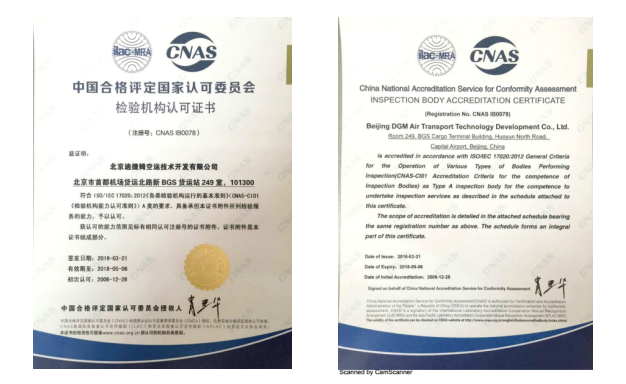 ilac-MRA
CNAS
中国合格评定国家认可委员会
检验机构认可证书
(注册号:CNAS IB0078)
兹证明:
北京迪捷姆空运技术开发有限公司
北京市首都机场货运北路新 BGS 货运站 249 室,101300
符合 ISO/IEC 17020:2012《各类检验机构运行的基本准则》(CNAS-CI01
《检验机构能力认可准则》)A 类的要求,具备承担本证书附件所列检验服
务的能力,予以认可。
获认可的能力范围见标有相同认可注册号的证书附件,证书附件是本
证书组成部分。
签发日期:2018-03-21
有效期至:2018-05-06
初次认可:2006-12-28
中国合格评定国家认可委员会授权人
ilac-MRA
CNAS
China National Accreditation Service for Conformity Assessment
INSPECTION BODY ACCREDITATION CERTIFICATE
(Registration No. CNAS IB0078)
Beijing DGM Air Transport Technology Development Co., Ltd.
Room 249, BGS Cargo Terminal Building, Huoyun North Road,
Capital Airport, Beijing, China
is accredited in accordance with ISO/IEC 17020:2012 General Criteria
for the Operation of Various Types of Bodies Performing
Inspection(CNAS-CI01 Accreditation Criteria for the competence of
Inspection Bodies) as Type A inspection body for the competence to
undertake inspection services as described in the schedule attached to
this certificate.
The scope of accreditation is detailed in the attached schedule bearing
the same registration number as above. The schedule forms an integral
part of this certificate.
Date of Issue: 2018-03-21
Date of Expiry: 2018-05-06
Date of Initial Accreditation: 2006-12-28
Signed on behalf of China National Accreditation Service for Conformity Assessment
Scanned by CamScanner